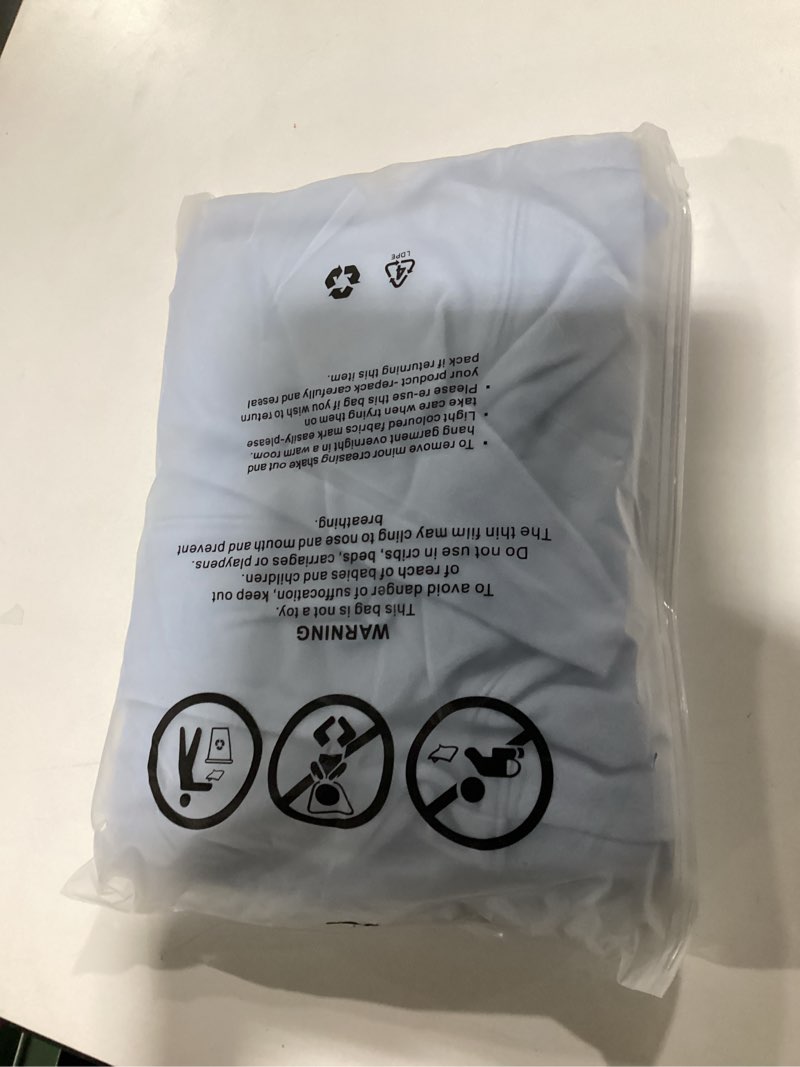 WARNING
This bag is not a toy.
To avoid danger of suffocation, keep out
of reach of babies and children.
Do not use in cribs, beds, carriages or playpens.
The thin film may cling to nose and mouth and prevent
breathing.
• To remove minor creasing shake out and
hang garment overnight in a warm room.
• Light coloured fabrics mark easily-please
take care when trying them on
• Please re-use this bag if you wish to return
your product - repack carefully and reseal
pack if returning this item.
4
LDPE